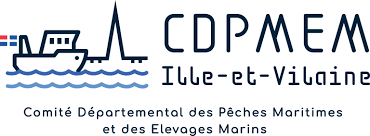 CDPMEM
Ille-et-Vilaine
Comité Départemental des Pêches Maritimes
et des Elevages Marins